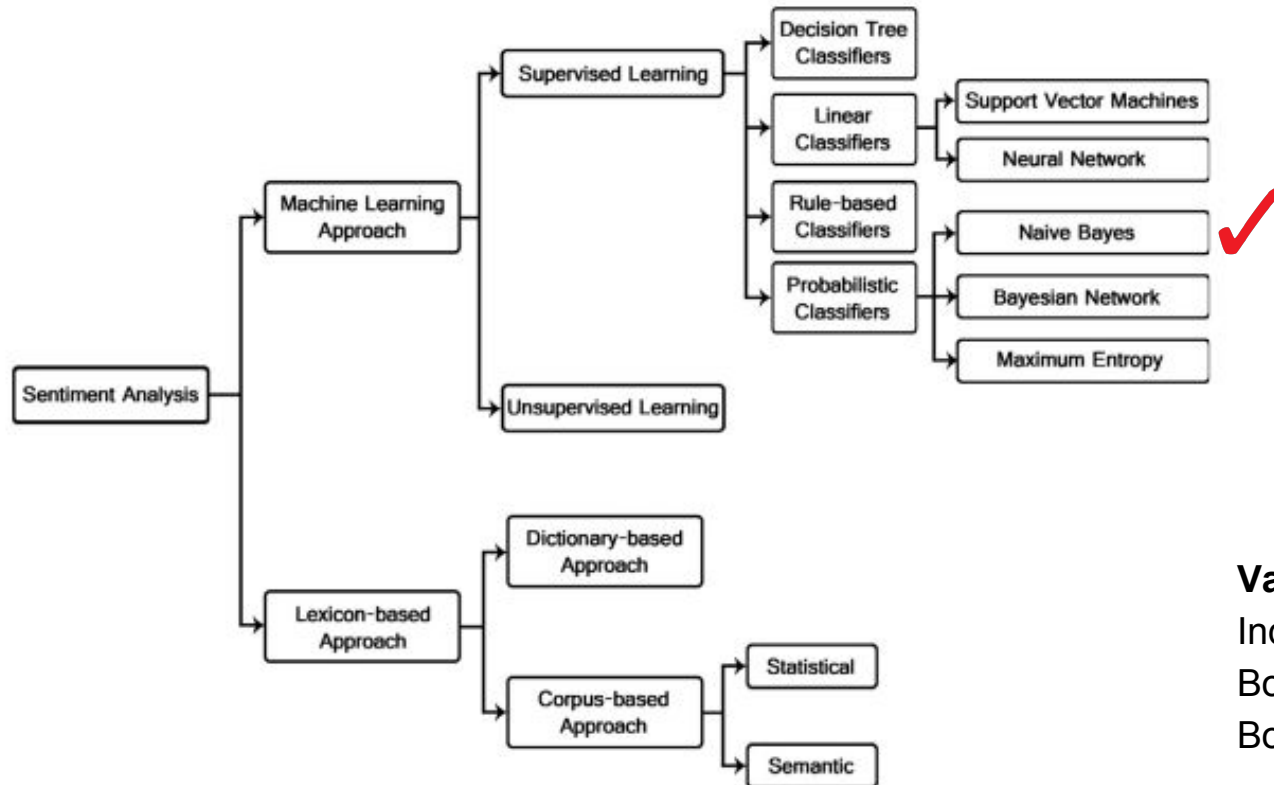 Decision Tree
Classifiers
Supervised Learning
Support Vector Machines
Linear
Classifiers
Neural Network
Machine Learning
Approach
Rule-based
Classifiers
Naive Bayes
Probabilistic
Classifiers
Bayesian Network
Maximum Entropy
Sentiment Analysis
Unsupervised Learning
Dictionary-based
Approach
Lexicon-based
Approach
Statistical
Corpus-based
Approach
Semantic